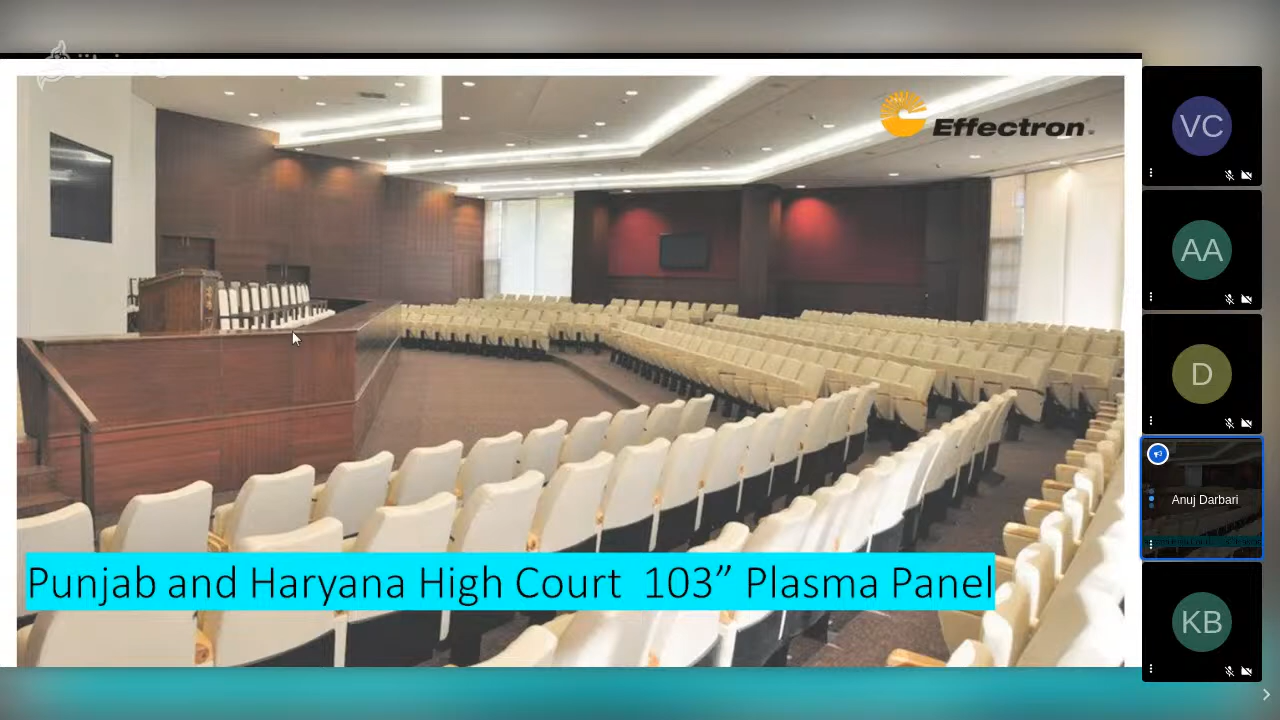 Effectron
Punjab and Haryana High Court 103” Plasma Panel
VC
AA
D
Anuj Darbari
KB